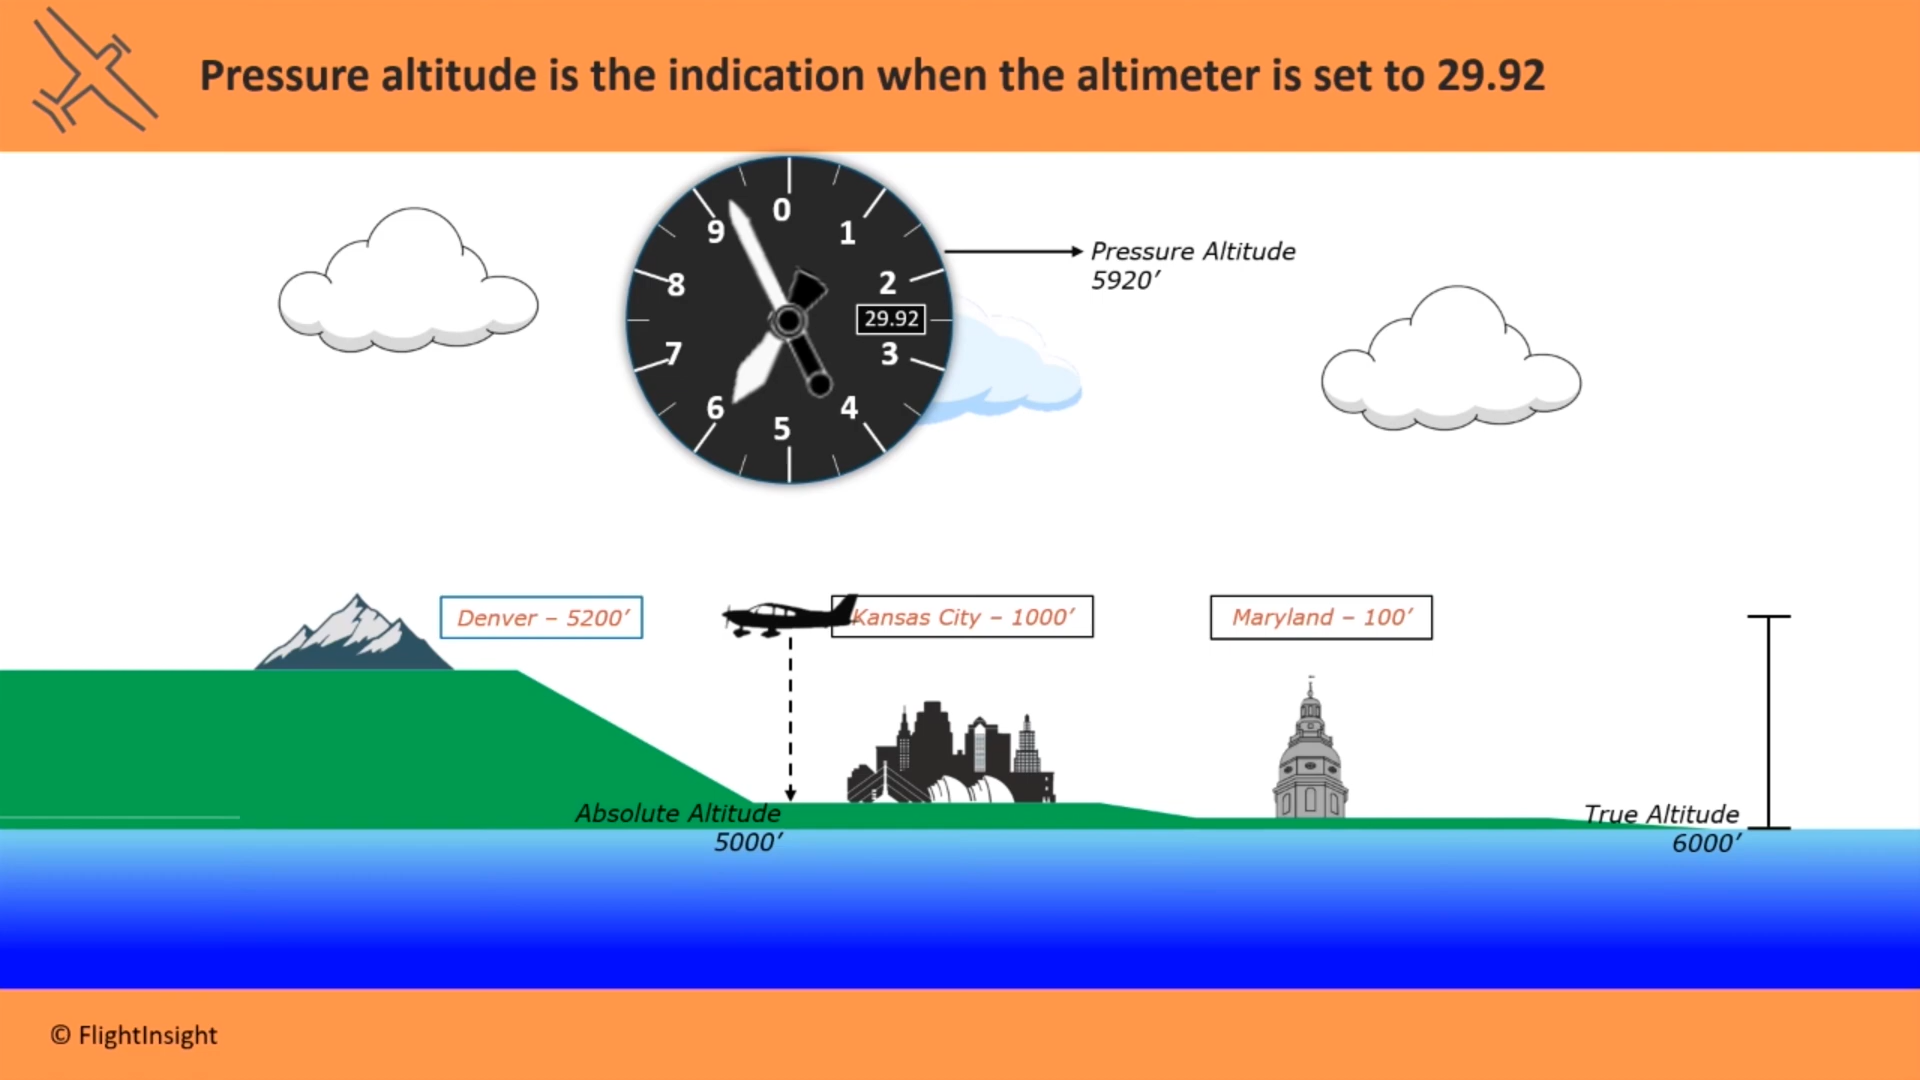 Pressure altitude is the indication when the altimeter is set to 29.92
0
9
1
8
2
29.92
7
3
6
4
5
Pressure Altitude
5920′
Denver – 5200′
Kansas City – 1000′
Maryland – 100′
Absolute Altitude
5000′
True Altitude
6000′
© FlightInsight